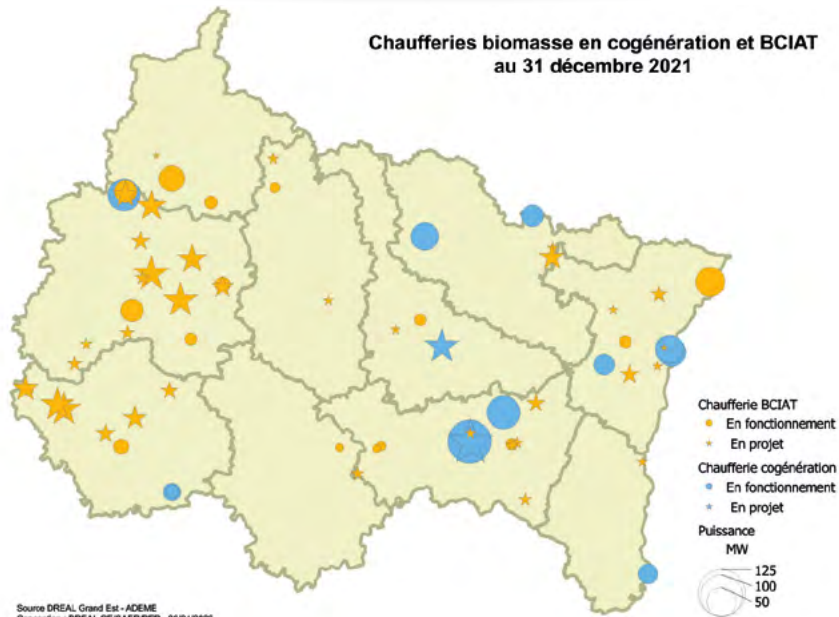 Chaufferies biomasse en cogénération et BCIAT
au 31 décembre 2021
Chaufferie BCIAT
En fonctionnement
En projet
Chaufferie cogénération
En fonctionnement
En projet
Puissance
MW
125
100
50
Source DREAL Grand Est - ADEME